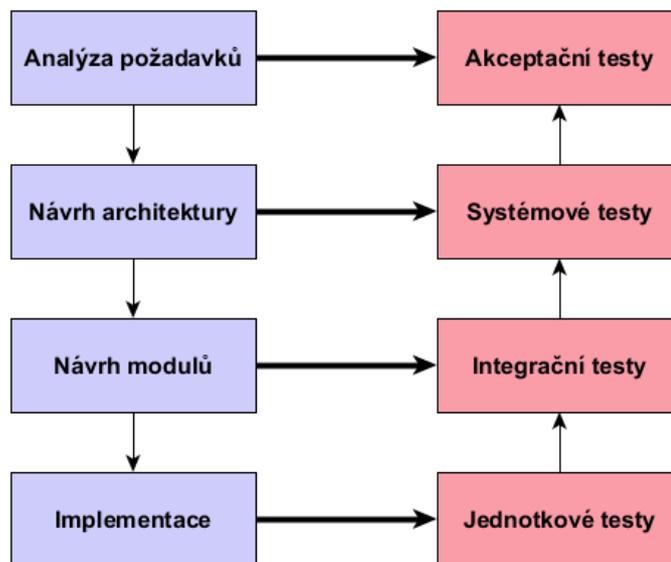 Analýza požadavků
Akceptační testy
Návrh architektury
Systémové testy
Návrh modulů
Integrační testy
Implementace
Jednotkové testy